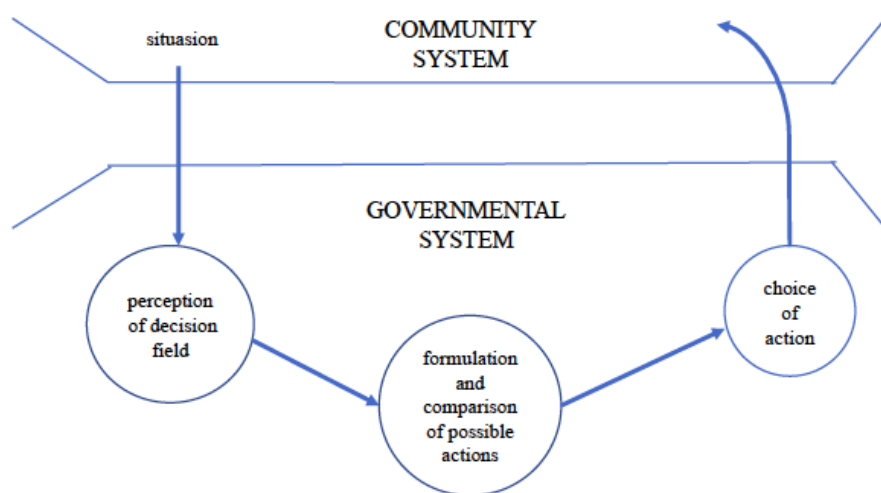 situasion
COMMUNITY
SYSTEM
GOVERNMENTAL
SYSTEM
perception
of decision
field
formulation
and
comparison
of possible
actions
choice
of
action